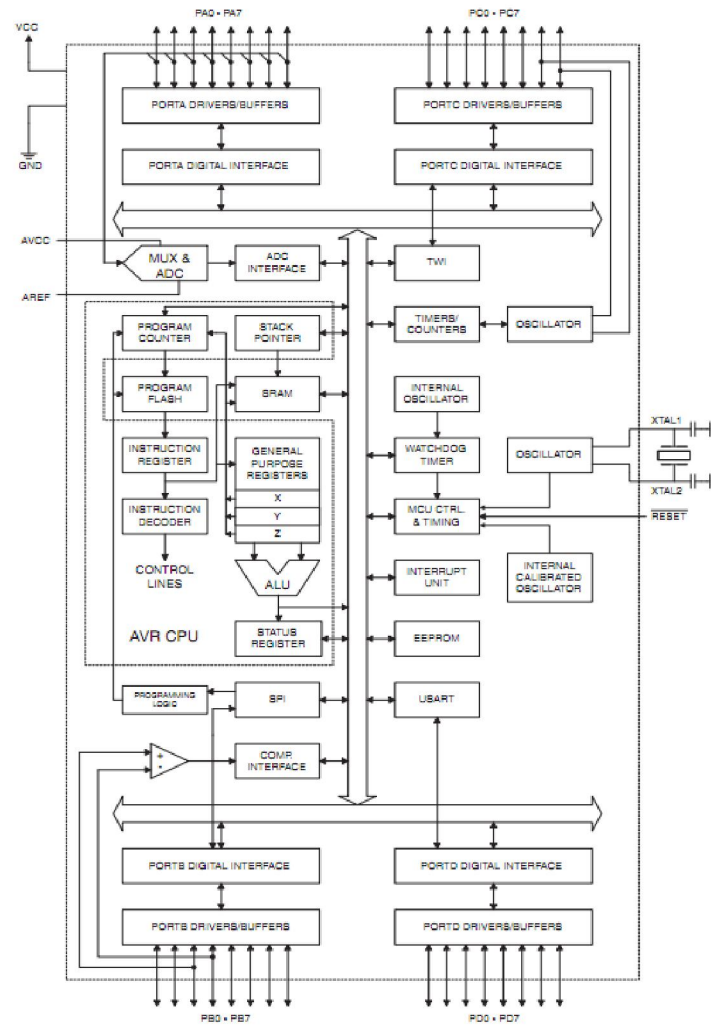 PA0 - PA7
PC0 - PC7
VCC
PORTA DRIVERS/BUFFERS
PORTC DRIVERS/BUFFERS
GND
PORTA DIGITAL INTERFACE
PORTC DIGITAL INTERFACE
AVCC
MUX &
ADC
ADC
INTERFACE
TWI
AREF
PROGRAM
COUNTER
STACK
POINTER
TIMERS/
COUNTERS
OSCILLATOR
PROGRAM
FLASH
SRAM
INTERNAL
OSCILLATOR
XTAL1
INSTRUCTION
REGISTER
GENERAL
PURPOSE
REGISTERS
WATCHDOG
TIMER
OSCILLATOR
XTAL2
X
INSTRUCTION
DECODER
Y
MCU CTRL.
& TIMING
RESET
Z
CONTROL
LINES
ALU
INTERRUPT
UNIT
INTERNAL
CALIBRATED
OSCILLATOR
AVR CPU
STATUS
REGISTER
EEPROM
PROGRAMMING
LOGIC
SPI
USART
+
-
COMP.
INTERFACE
PORTB DIGITAL INTERFACE
PORTD DIGITAL INTERFACE
PORTB DRIVERS/BUFFERS
PORTD DRIVERS/BUFFERS
PB0 - PB7
PD0 - PD7